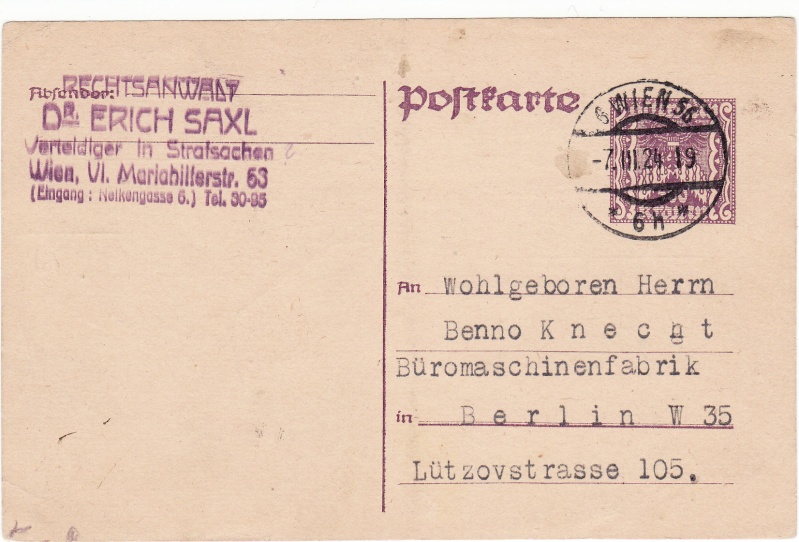 Absender:
RECHTSANWALT
DR. ERICH SAXL
Verteidiger in Strafsachen
Wien, VI. Mariahilferstr. 63
(Eingang: Nelkengasse 6.) Tel. 30-95
Postkarte
6 WIEN 56
-7.III.24 19
* 6h *
An Wohlgeboren Herrn
Benno Knecht
Büromaschinenfabrik
in Berlin W 35
Lützovstrasse 105.